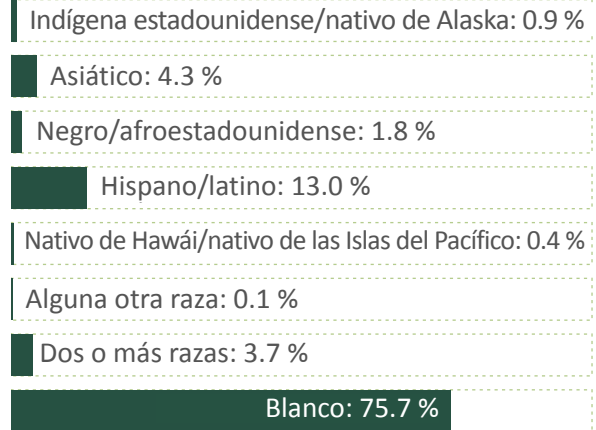 Indígena estadounidense/nativo de Alaska: 0.9 %
Asiático: 4.3 %
Negro/afroestadounidense: 1.8 %
Hispano/latino: 13.0 %
Nativo de Hawái/nativo de las Islas del Pacífico: 0.4 %
Alguna otra raza: 0.1 %
Dos o más razas: 3.7 %
Blanco: 75.7 %